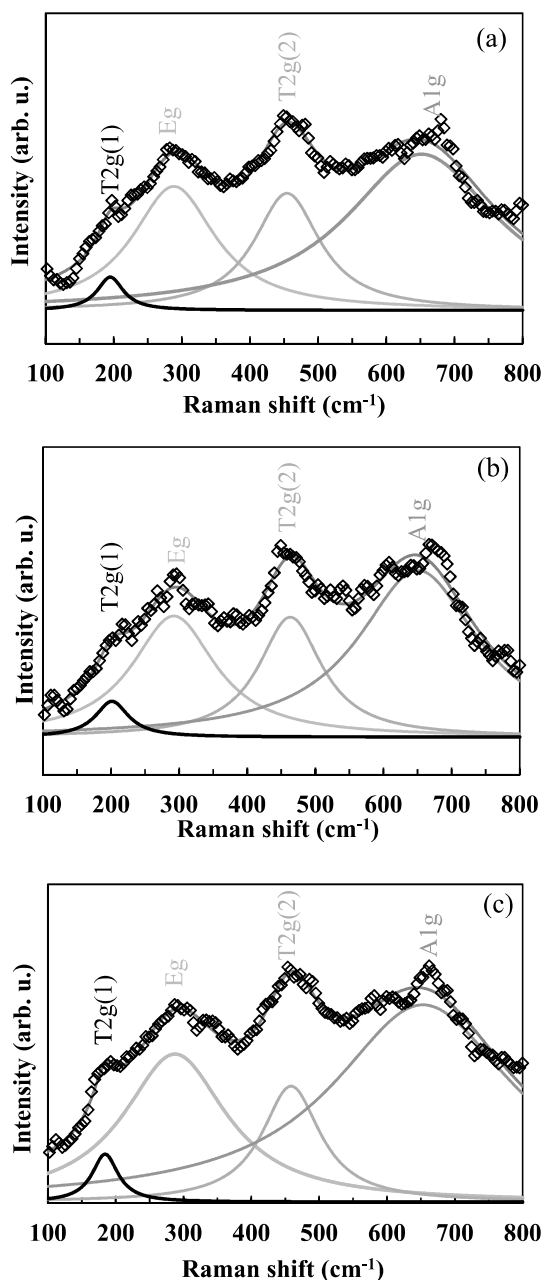 (a)
T2g(1)
Eg
T2g(2)
A1g
Intensity (arb. u.)
100 200 300 400 500 600 700 800
Raman shift (cm-1)
(b)
T2g(1)
Eg
T2g(2)
A1g
Intensity (arb. u.)
100 200 300 400 500 600 700 800
Raman shift (cm-1)
(c)
T2g(1)
Eg
T2g(2)
A1g
Intensity (arb. u.)
100 200 300 400 500 600 700 800
Raman shift (cm-1)